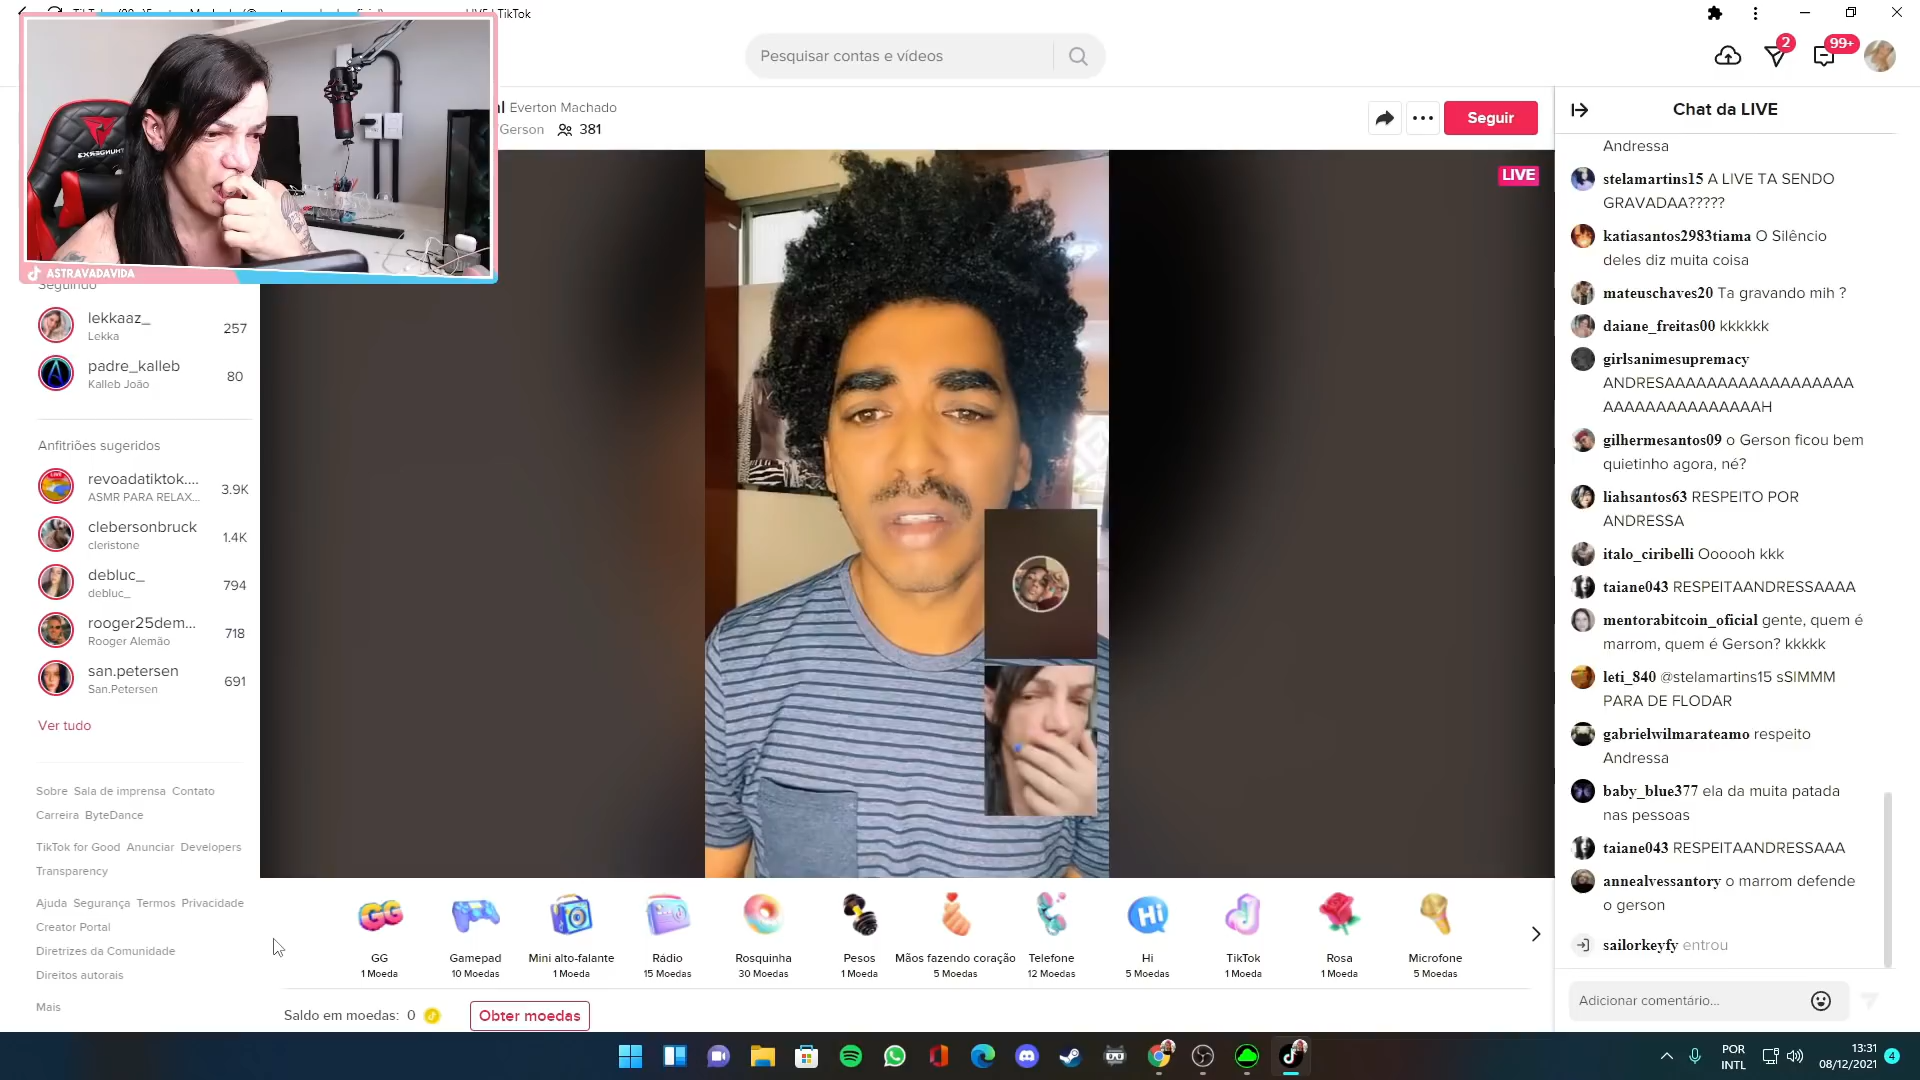 TikTok
Pesquisar contas e vídeos
2
99+
Everton Machado
Gerson 381
Seguir
LIVE
ASTRAVADAVIDA
Seguindo
lekkaaz_
Lekka
257
padre_kalleb
Kalleb João
80
Anfitriões sugeridos
revoadatiktok....
ASMR PARA RELAX...
3.9K
clebersonbruck
cleristone
1.4K
debluc_
debluc_
794
rooger25dem...
Rooger Alemão
718
san.petersen
San.Petersen
691
Ver tudo
Sobre Sala de imprensa Contato
Carreira ByteDance
TikTok for Good Anunciar Developers
Transparency
Ajuda Segurança Termos Privacidade
Creator Portal
Diretrizes da Comunidade
Direitos autorais
Mais
GG
1 Moeda
Gamepad
10 Moedas
Mini alto-falante
1 Moeda
Rádio
15 Moedas
Rosquinha
30 Moedas
Pesos
1 Moeda
Mãos fazendo coração
5 Moedas
Telefone
12 Moedas
Hi
Hi
5 Moedas
TikTok
1 Moeda
Rosa
1 Moeda
Microfone
5 Moedas
Saldo em moedas: 0
Obter moedas
Chat da LIVE
Andressa
stelamartins15 A LIVE TA SENDO
GRAVADAA?????
katiasantos2983tiama O Silêncio
deles diz muita coisa
mateuschaves20 Ta gravando mih ?
daiane_freitas00 kkkkkk
girlsanimesupremacy
ANDRESAAAAAAAAAAAAAAAAAA
AAAAAAAAAAAAAAAH
gilhermesantos09 o Gerson ficou bem
quietinho agora, né?
liahsantos63 RESPEITO POR
ANDRESSA
italo_ciribelli Oooooh kkk
taiane043 RESPEITAANDRESSAAAA
mentorabitcoin_oficial gente, quem é
marrom, quem é Gerson? kkkkk
leti_840 @stelamartins15 sSIMMM
PARA DE FLODAR
gabrielwilmarateamo respeito
Andressa
baby_blue377 ela da muita patada
nas pessoas
taiane043 RESPEITAANDRESSAAA
annealvessantory o marrom defende
o gerson
sailorkeyfy entrou
Adicionar comentário...
POR
INTL
13:31
08/12/2021
4